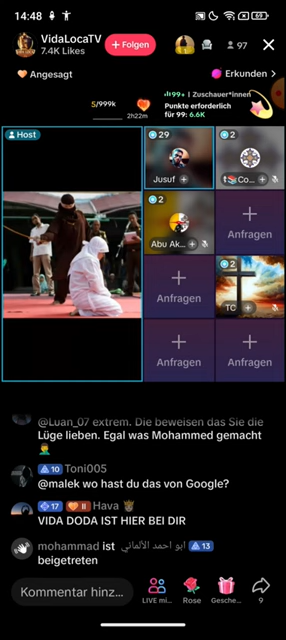 14:48
69
VidaLocaTV
47.4K Likes
+ Folgen
97
Angesagt
Erkunden >
5/999k
2h22m
99+ | Zuschauer*innen
Punkte erforderlich
für 99: 6.6K
Host
29
Jusuf +
2
Co... +
2
Abu Ak... +
+
Anfragen
+
Anfragen
2
TC +
+
Anfragen
+
Anfragen
@Luan_07 extrem. Die beweisen das Sie die
Lüge lieben. Egal was Mohammed gemacht
10 Toni005
@malek wo hast du das von Google?
17 II Hava
VIDA DODA IST HIER BEI DIR
mohammad ist ابو احمد الألماني 13
beigetreten
Kommentar hinz...
LIVE mi...
Rose
Gesche...
9